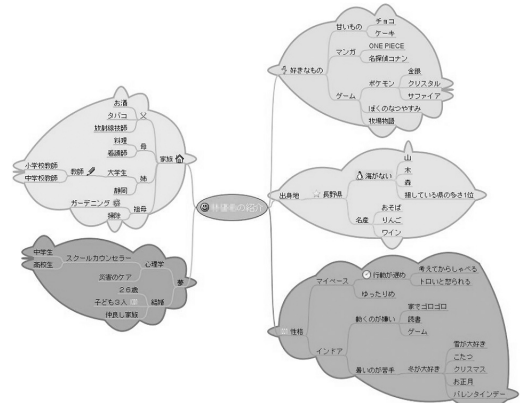 甘いもの
チョコ
ケーキ
好きなもの
マンガ
ONE PIECE
名探偵コナン
ゲーム
ポケモン
金銀
クリスタル
サファイア
ぼくのなつやすみ
牧場物語
お酒
タバコ
父
放射線技師
料理
母
看護師
家族
小学校教師
中学校教師
教師
大学生
姉
静岡
ガーデニング
祖母
掃除
の紹介
出身地
長野県
海がない
山
木
森
接している県の多さ1位
名産
おそば
りんご
ワイン
中学生
高校生
スクールカウンセラー
心理学
災害のケア
夢
26歳
子ども3人
結婚
仲良し家族
性格
マイペース
行動が遅め
考えてからしゃべる
トロいと怒られる
ゆったりめ
インドア
動くのが嫌い
家でゴロゴロ
読書
ゲーム
暑いのが苦手
冬が大好き
雪が大好き
こたつ
クリスマス
お正月
バレンタインデー